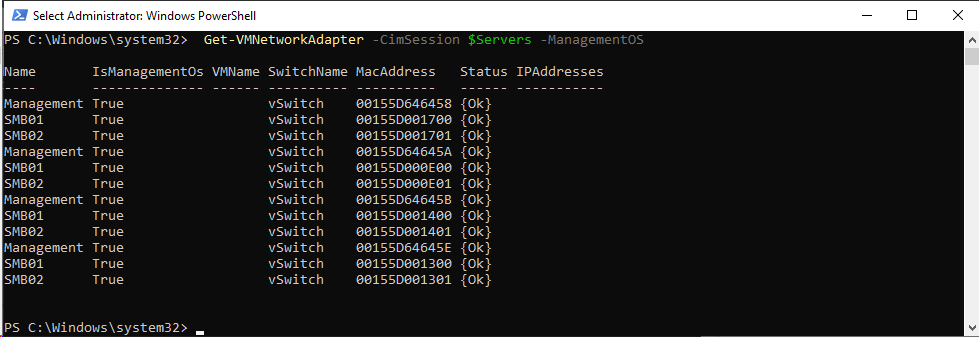 Select Administrator: Windows PowerShell
PS C:\Windows\system32>  Get-VMNetworkAdapter -CimSession $Servers -ManagementOS
Name       IsManagementOs VMName SwitchName MacAddress   Status IPAddresses
----       -------------- ------ ---------- ----------   ------ -----------
Management True                  vSwitch    00155D646458 {Ok}
SMB01      True                  vSwitch    00155D001700 {Ok}
SMB02      True                  vSwitch    00155D001701 {Ok}
Management True                  vSwitch    00155D64645A {Ok}
SMB01      True                  vSwitch    00155D000E00 {Ok}
SMB02      True                  vSwitch    00155D000E01 {Ok}
Management True                  vSwitch    00155D64645B {Ok}
SMB01      True                  vSwitch    00155D001400 {Ok}
SMB02      True                  vSwitch    00155D001401 {Ok}
Management True                  vSwitch    00155D64645E {Ok}
SMB01      True                  vSwitch    00155D001300 {Ok}
SMB02      True                  vSwitch    00155D001301 {Ok}
PS C:\Windows\system32>